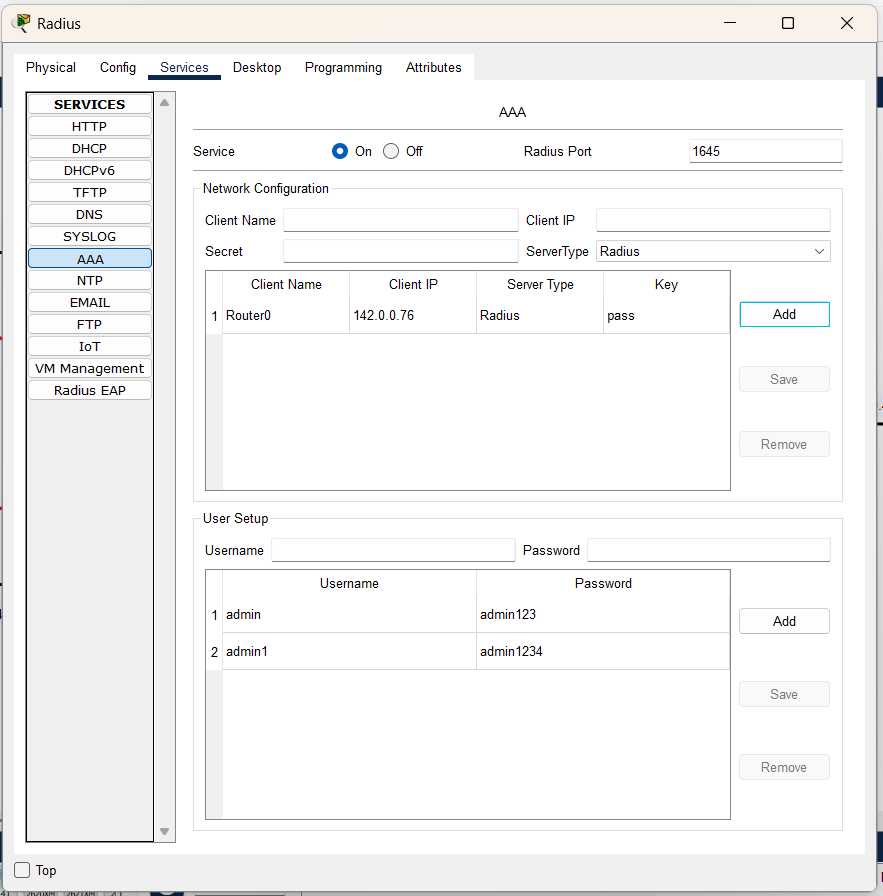 Radius
Physical Config Services Desktop Programming Attributes
SERVICES
HTTP
DHCP
DHCPv6
TFTP
DNS
SYSLOG
AAA
NTP
EMAIL
FTP
IoT
VM Management
Radius EAP
AAA
Service On Off Radius Port 1645
Network Configuration
Client Name Client IP
Secret ServerType Radius
Client Name Client IP Server Type Key
1 Router0 142.0.0.76 Radius pass
Add
Save
Remove
User Setup
Username Password
Username Password
1 admin admin123
2 admin1 admin1234
Add
Save
Remove
Top